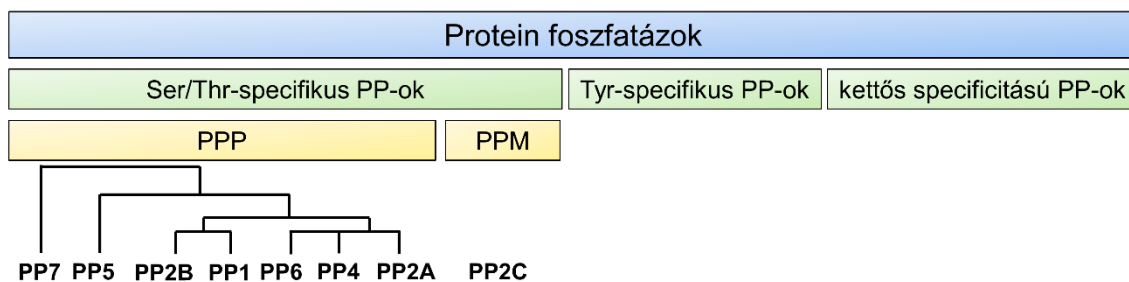 Protein foszfatázok
Ser/Thr-specifikus PP-ok Tyr-specifikus PP-ok kettős specificitású PP-ok
PPP PPM
PP7 PP5 PP2B PP1 PP6 PP4 PP2A PP2C